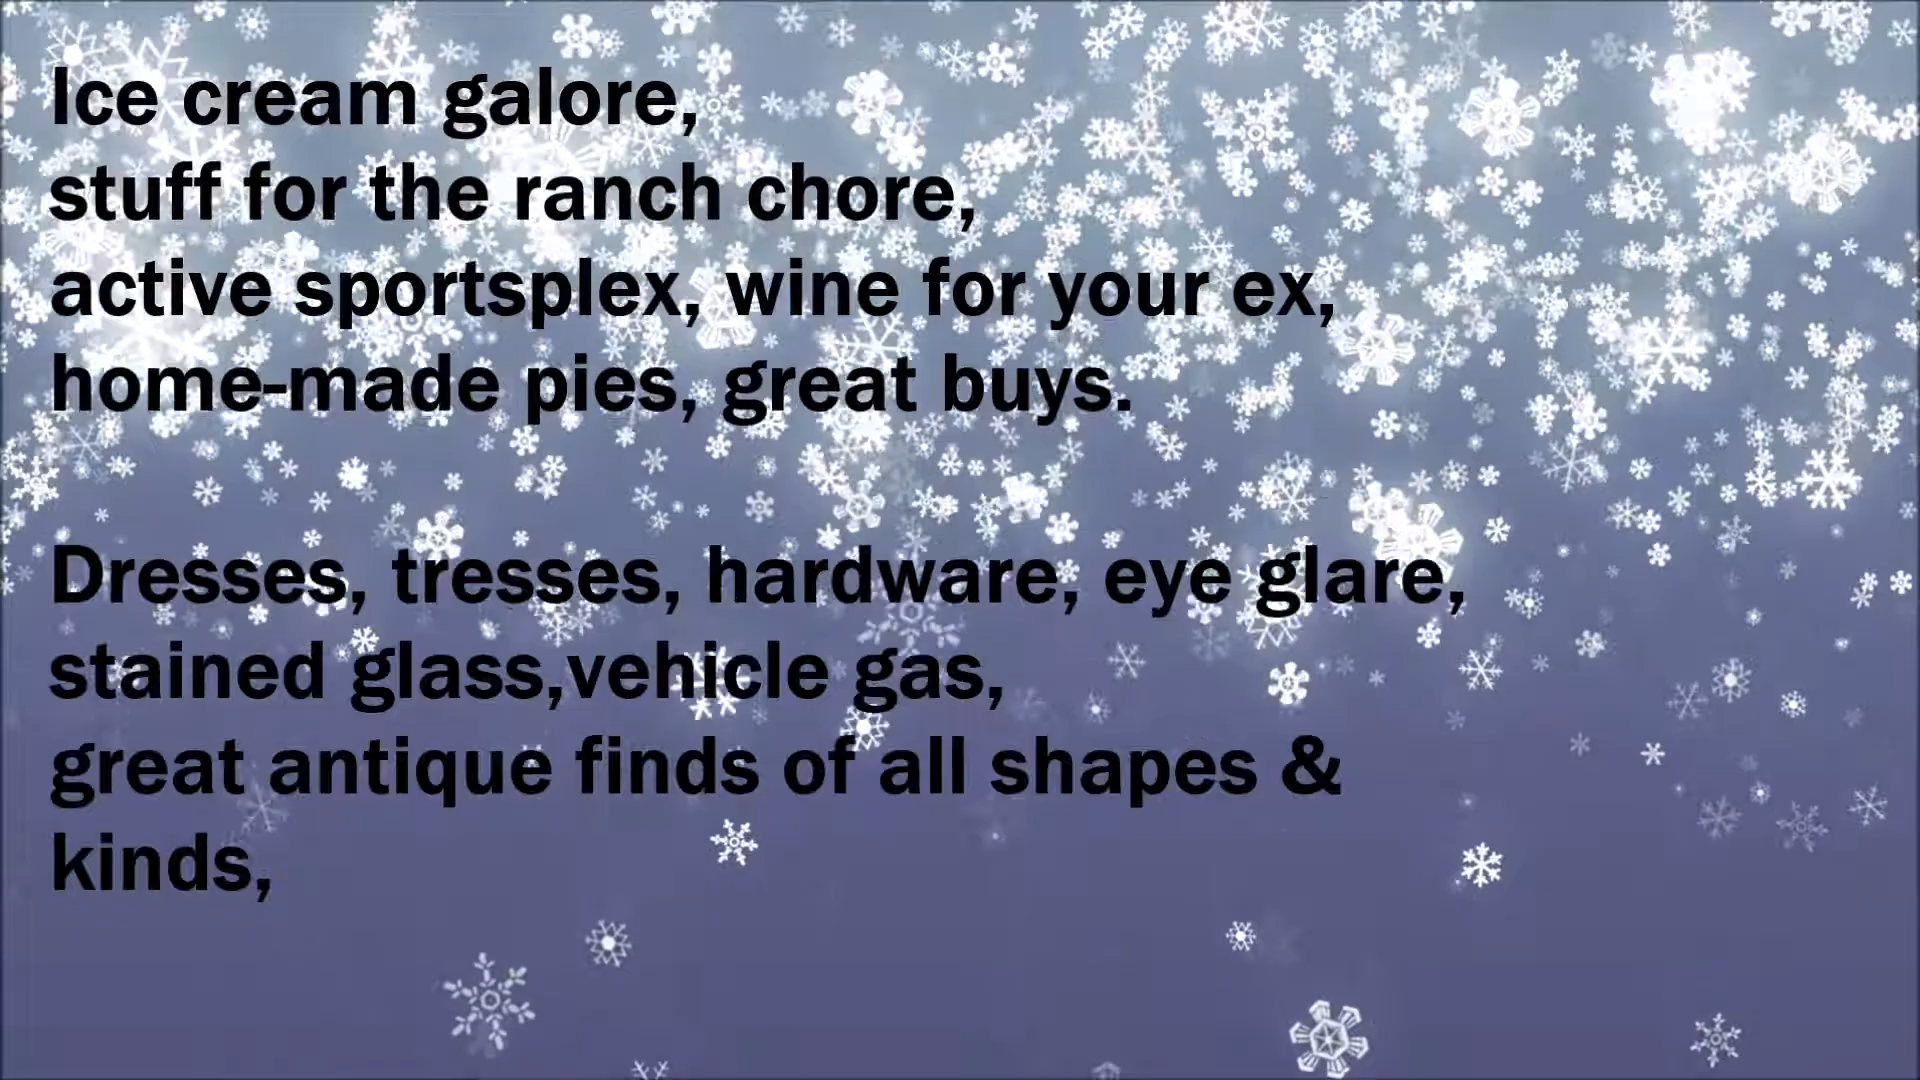 Ice cream galore,
stuff for the ranch chore,
active sportsplex, wine for your ex,
home-made pies, great buys.
Dresses, tresses, hardware, eye glare,
stained glass,vehicle gas,
great antique finds of all shapes &
kinds,